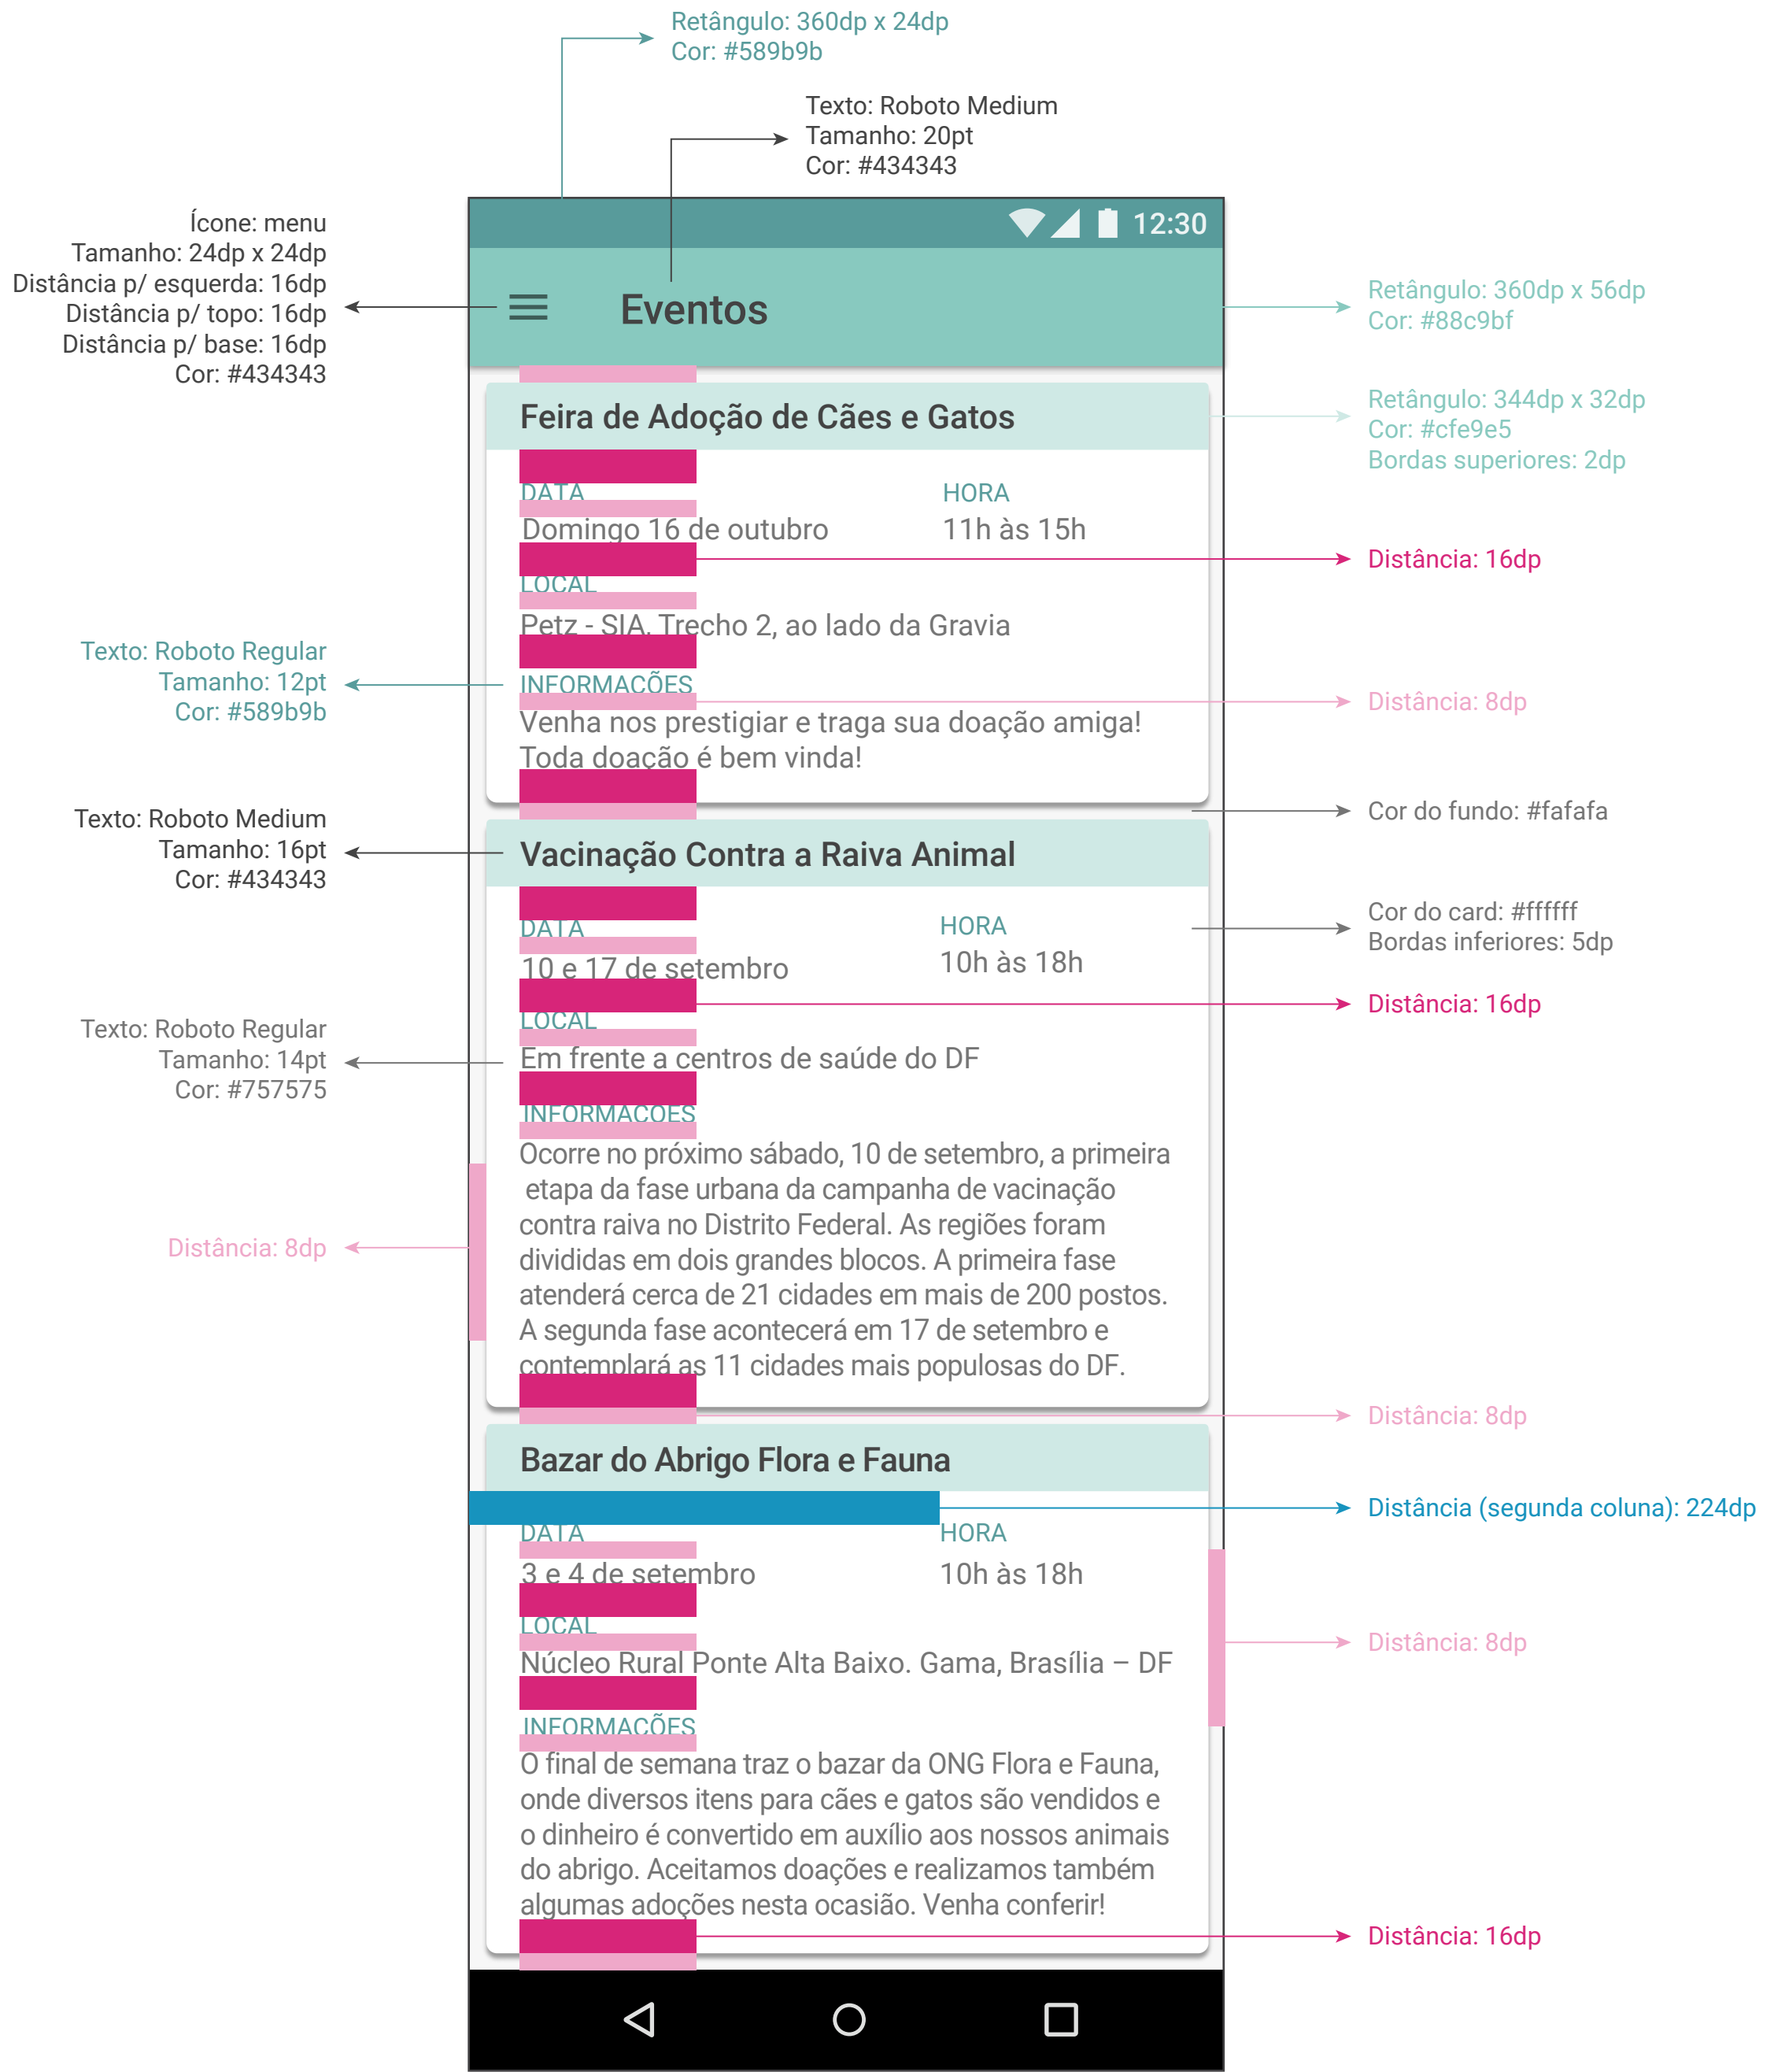 Retângulo: 360dp x 24dp
Cor: #589b9b
Texto: Roboto Medium
Tamanho: 20pt
Cor: #434343
Ícone: menu
Tamanho: 24dp x 24dp
Distância p/ esquerda: 16dp
Distância p/ topo: 16dp
Distância p/ base: 16dp
Cor: #434343
12:30
Eventos
Retângulo: 360dp x 56dp
Cor: #88c9bf
Retângulo: 344dp x 32dp
Cor: #cfe9e5
Bordas superiores: 2dp
Feira de Adoção de Cães e Gatos
DATA
HORA
Domingo 16 de outubro
11h às 15h
Distância: 16dp
LOCAL
Petz - SIA, Trecho 2, ao lado da Gravia
Texto: Roboto Regular
Tamanho: 12pt
Cor: #589b9b
INFORMAÇÕES
Distância: 8dp
Venha nos prestigiar e traga sua doação amiga!
Toda doação é bem vinda!
Cor do fundo: #fafafa
Texto: Roboto Medium
Tamanho: 16pt
Cor: #434343
Vacinação Contra a Raiva Animal
Cor do card: #ffffff
Bordas inferiores: 5dp
DATA
HORA
10 e 17 de setembro
10h às 18h
Distância: 16dp
LOCAL
Texto: Roboto Regular
Tamanho: 14pt
Cor: #757575
Em frente a centros de saúde do DF
INFORMAÇÕES
Ocorre no próximo sábado, 10 de setembro, a primeira
etapa da fase urbana da campanha de vacinação
contra raiva no Distrito Federal. As regiões foram
divididas em dois grandes blocos. A primeira fase
atenderá cerca de 21 cidades em mais de 200 postos.
A segunda fase acontecerá em 17 de setembro e
contemplará as 11 cidades mais populosas do DF.
Distância: 8dp
Distância: 8dp
Bazar do Abrigo Flora e Fauna
Distância (segunda coluna): 224dp
DATA
HORA
3 e 4 de setembro
10h às 18h
LOCAL
Distância: 8dp
Núcleo Rural Ponte Alta Baixo. Gama, Brasília – DF
INFORMAÇÕES
O final de semana traz o bazar da ONG Flora e Fauna,
onde diversos itens para cães e gatos são vendidos e
o dinheiro é convertido em auxílio aos nossos animais
do abrigo. Aceitamos doações e realizamos também
algumas adoções nesta ocasião. Venha conferir!
Distância: 16dp